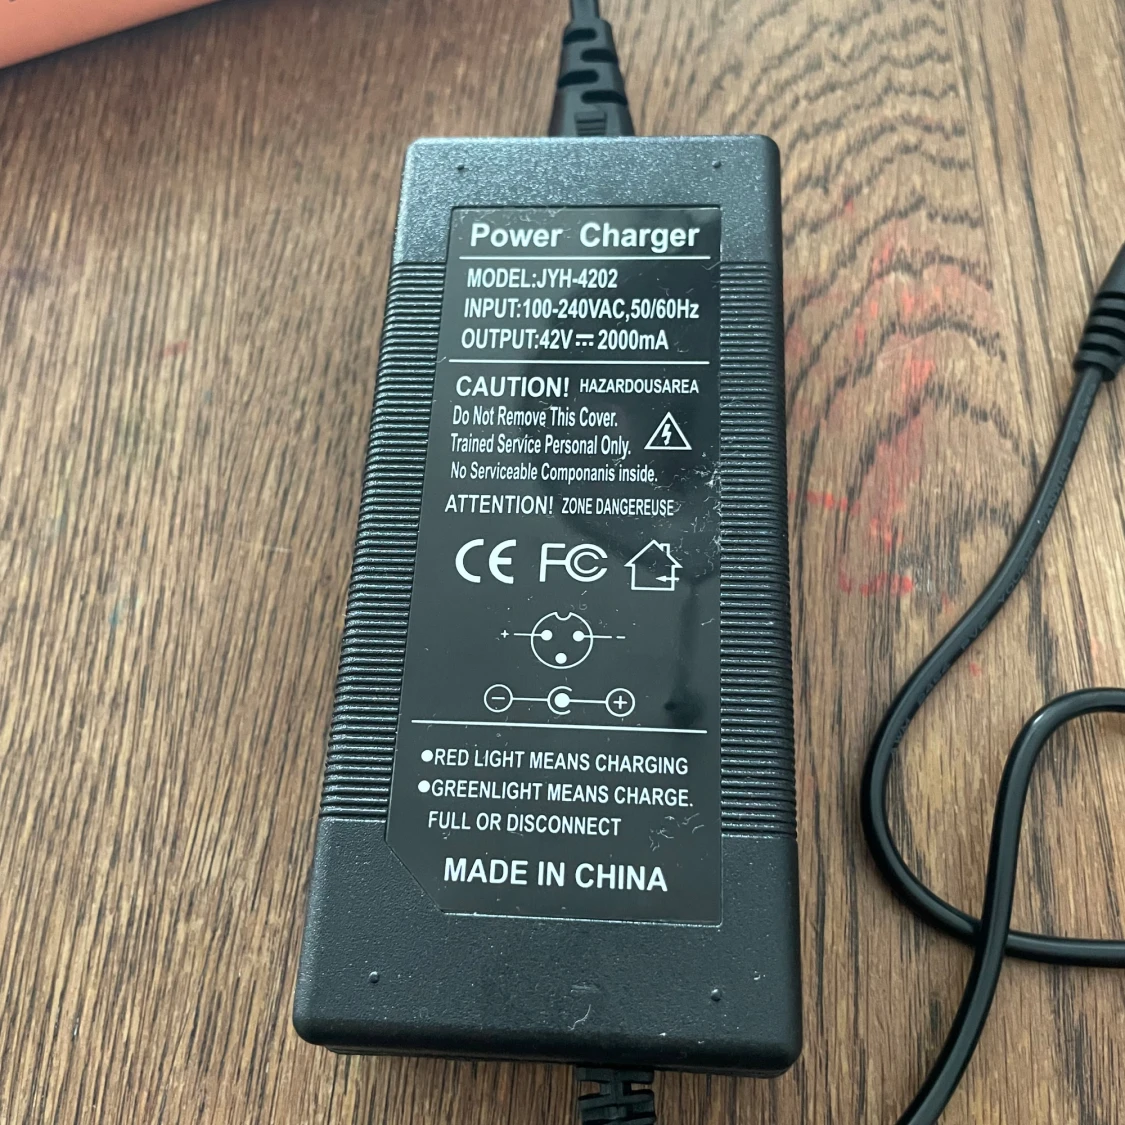 Power Charger
MODEL:JYH-4202
INPUT:100-240VAC,50/60Hz
OUTPUT:42V⎓2000mA
CAUTION! HAZARDOUSAREA
Do Not Remove This Cover.
Trained Service Personal Only.
No Serviceable Componanis inside.
ATTENTION! ZONE DANGEREUSE
CE FC
+ -
- +
●RED LIGHT MEANS CHARGING
●GREENLIGHT MEANS CHARGE.
FULL OR DISCONNECT
MADE IN CHINA